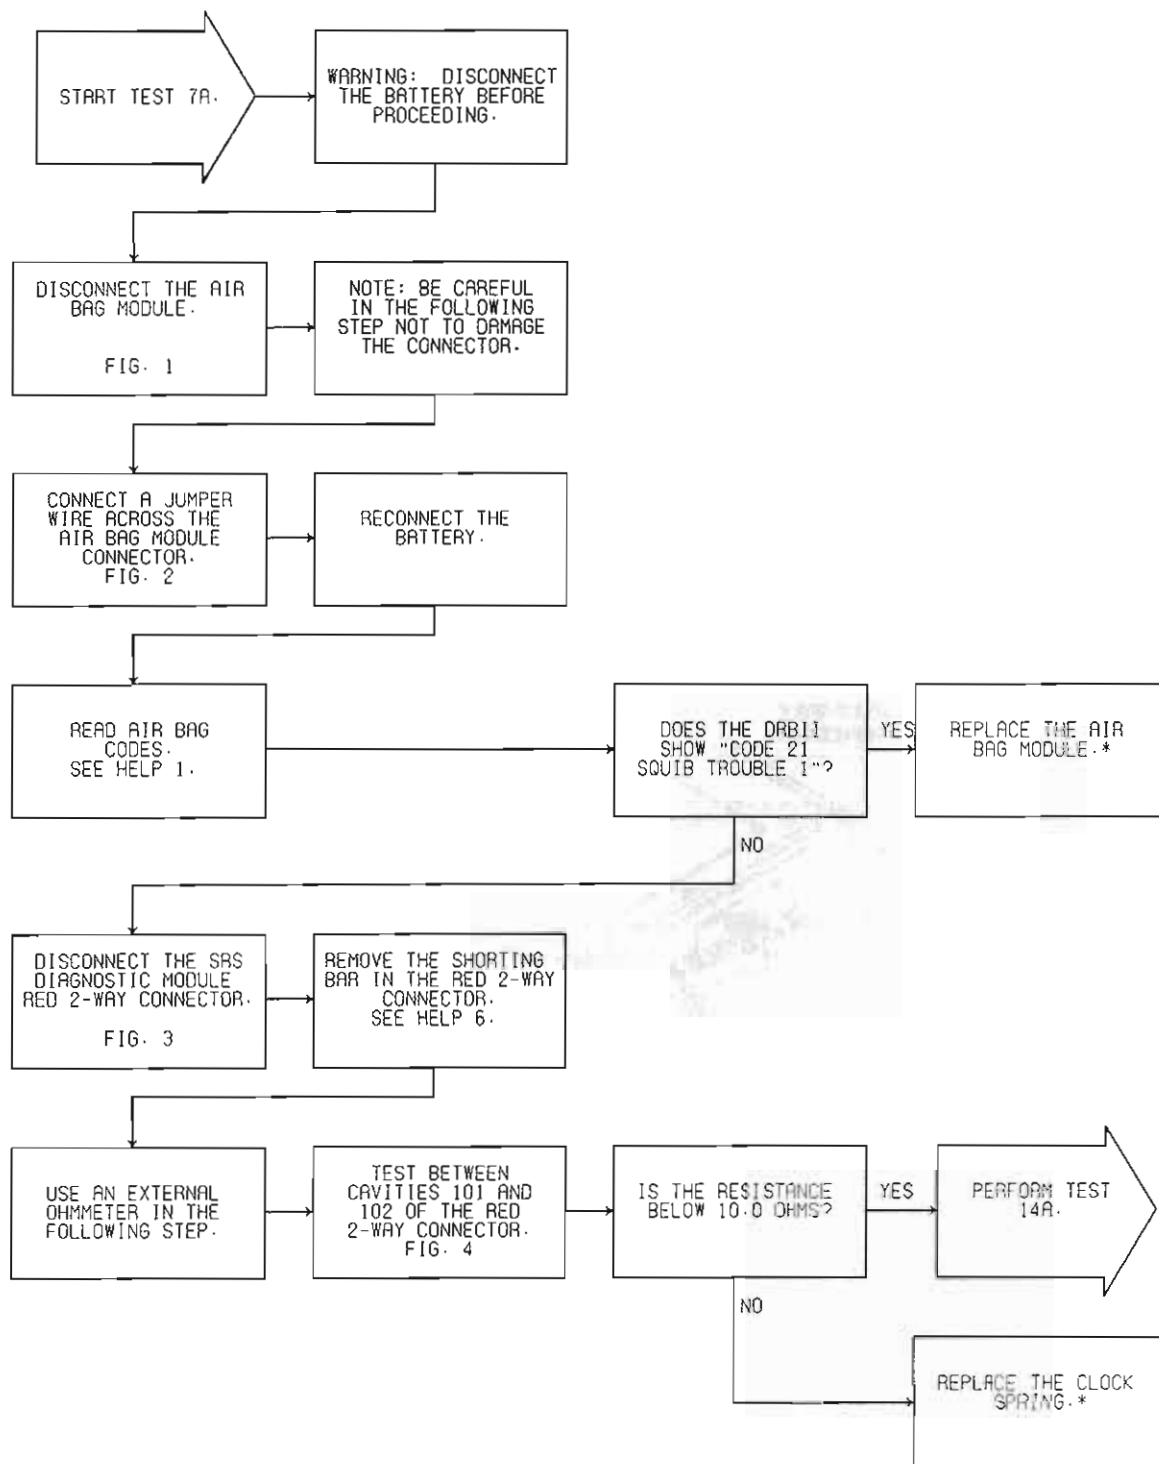 START TEST 7A.
WARNING: DISCONNECT
THE BATTERY BEFORE
PROCEEDING.
DISCONNECT THE AIR
BAG MODULE.
FIG. 1
NOTE: BE CAREFUL
IN THE FOLLOWING
STEP NOT TO DAMAGE
THE CONNECTOR.
CONNECT A JUMPER
WIRE ACROSS THE
AIR BAG MODULE
CONNECTOR.
FIG. 2
RECONNECT THE
BATTERY.
READ AIR BAG
CODES.
SEE HELP 1.
DOES THE DRBII
SHOW "CODE 21
SQUIB TROUBLE 1"?
YES
REPLACE THE AIR
BAG MODULE.*
NO
DISCONNECT THE SRS
DIAGNOSTIC MODULE
RED 2-WAY CONNECTOR.
FIG. 3
REMOVE THE SHORTING
BAR IN THE RED 2-WAY
CONNECTOR.
SEE HELP 6.
USE AN EXTERNAL
OHMMETER IN THE
FOLLOWING STEP.
TEST BETWEEN
CAVITIES 101 AND
102 OF THE RED
2-WAY CONNECTOR.
FIG. 4
IS THE RESISTANCE
BELOW 10.0 OHMS?
YES
PERFORM TEST
14A.
NO
REPLACE THE CLOCK
SPRING.*